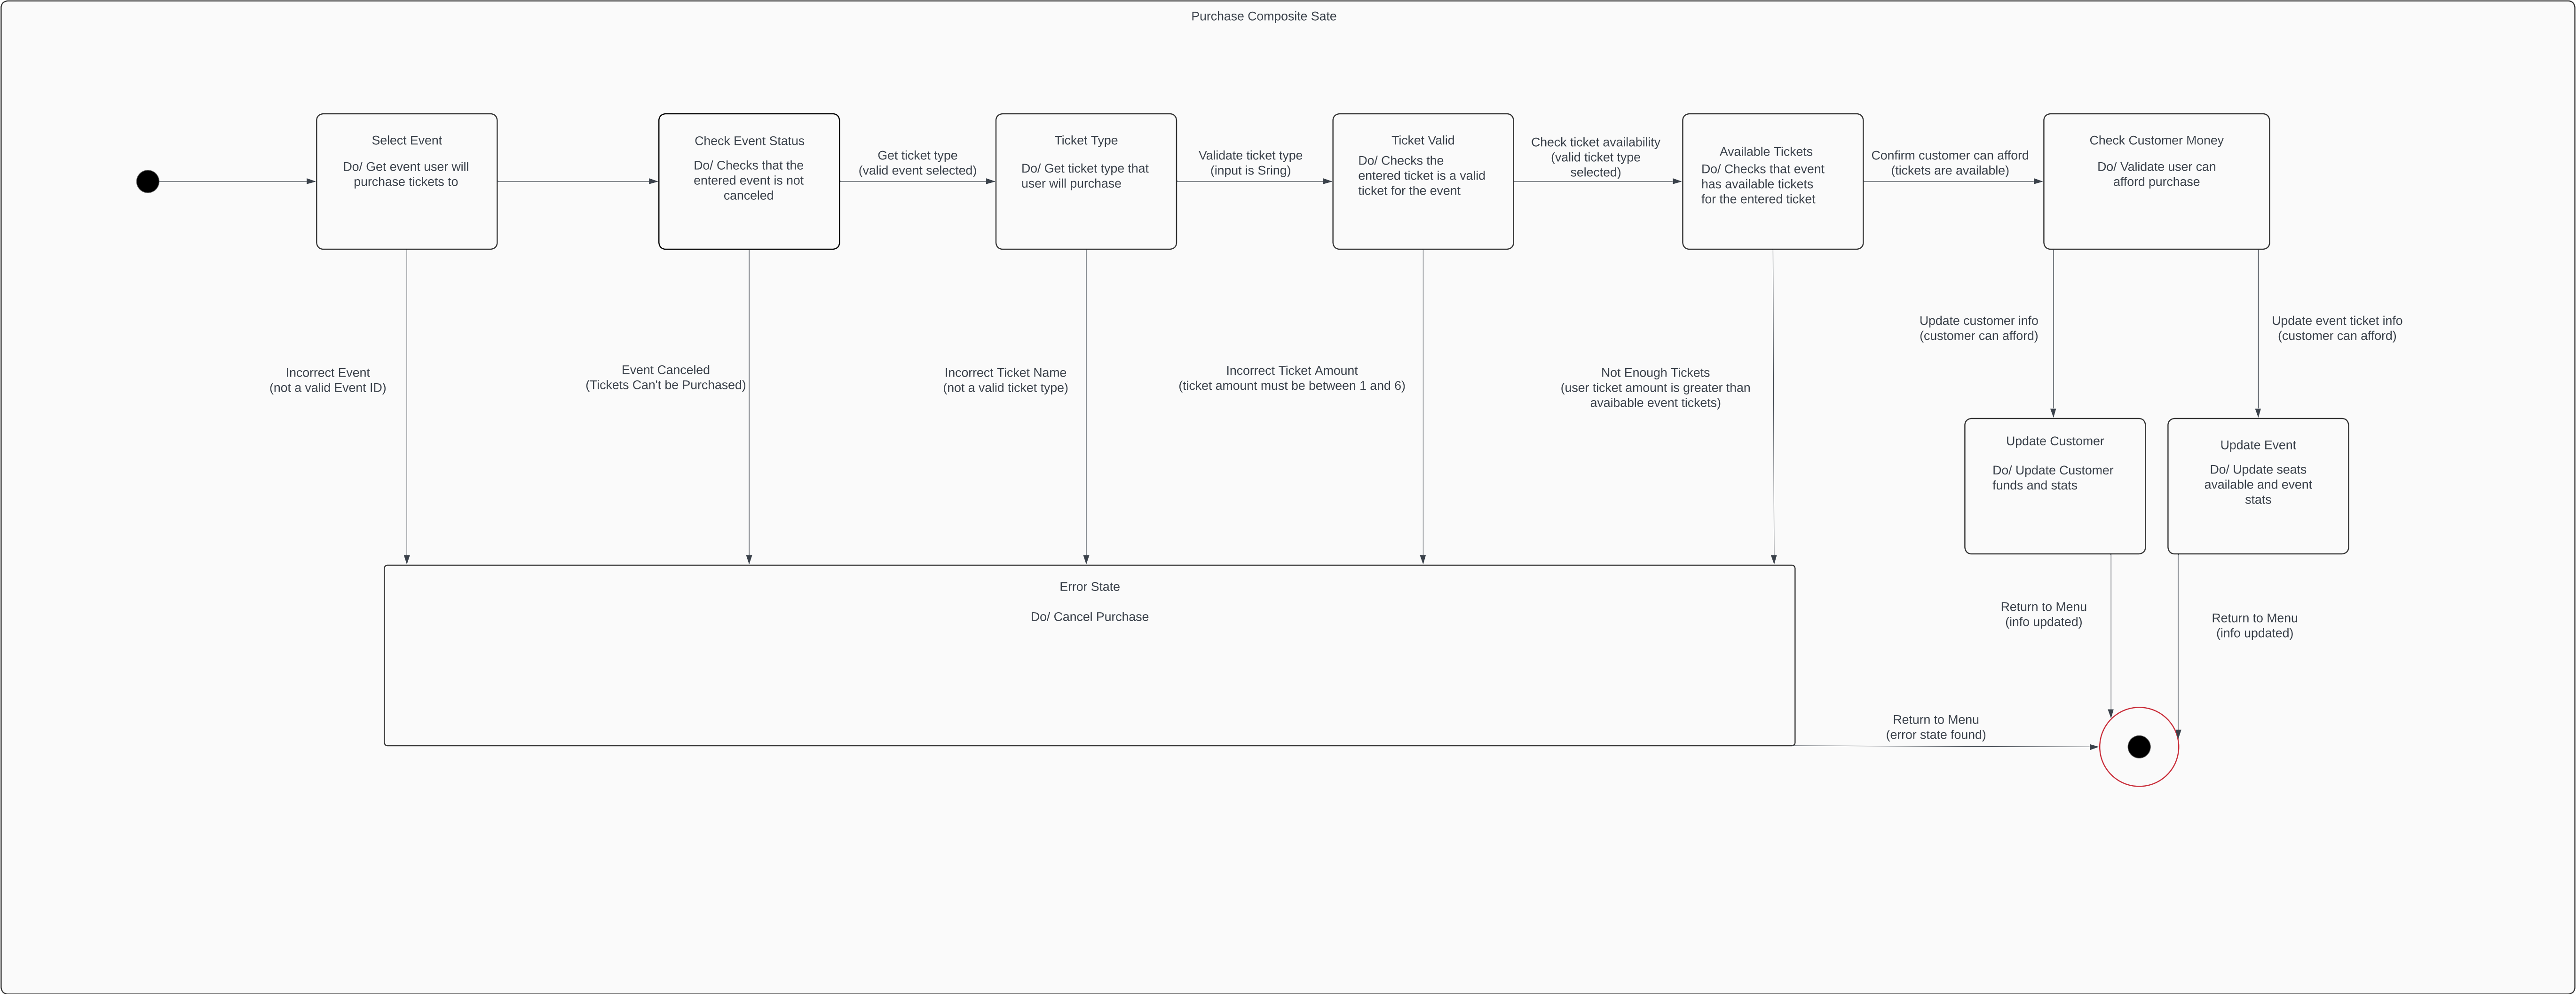 Purchase Composite Sate
Select Event
Do/ Get event user will
purchase tickets to
Check Event Status
Do/ Checks that the
entered event is not
canceled
Get ticket type
(valid event selected)
Ticket Type
Do/ Get ticket type that
user will purchase
Validate ticket type
(input is Sring)
Ticket Valid
Do/ Checks the
entered ticket is a valid
ticket for the event
Check ticket availability
(valid ticket type
selected)
Available Tickets
Do/ Checks that event
has available tickets
for the entered ticket
Confirm customer can afford
(tickets are available)
Check Customer Money
Do/ Validate user can
afford purchase
Incorrect Event
(not a valid Event ID)
Event Canceled
(Tickets Can't be Purchased)
Incorrect Ticket Name
(not a valid ticket type)
Incorrect Ticket Amount
(ticket amount must be between 1 and 6)
Not Enough Tickets
(user ticket amount is greater than
avaibable event tickets)
Update customer info
(customer can afford)
Update event ticket info
(customer can afford)
Update Customer
Do/ Update Customer
funds and stats
Update Event
Do/ Update seats
available and event
stats
Error State
Do/ Cancel Purchase
Return to Menu
(info updated)
Return to Menu
(info updated)
Return to Menu
(error state found)